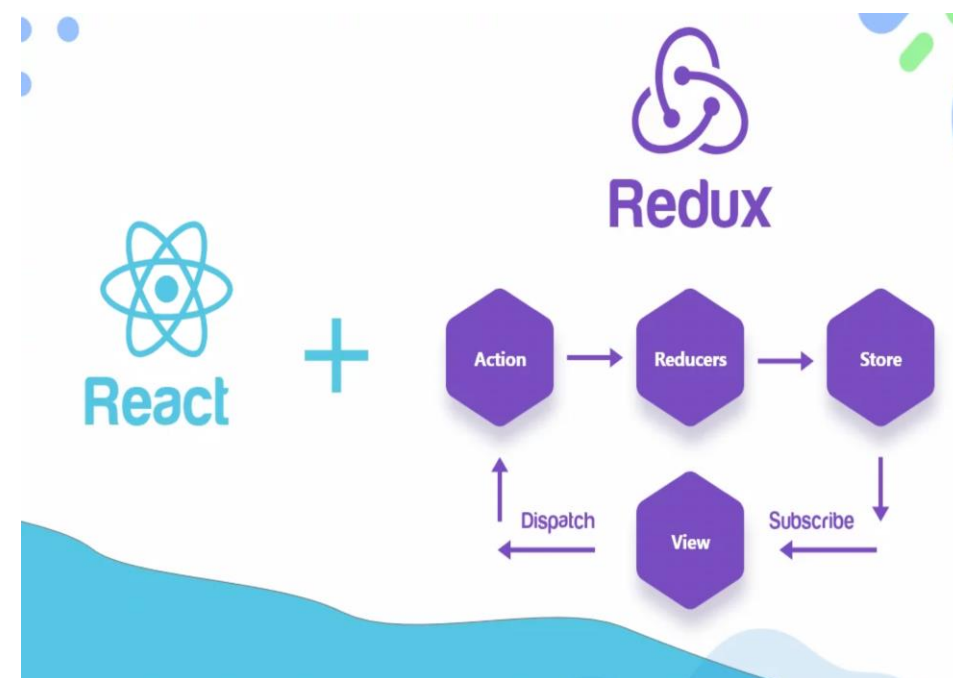 Redux
React
Action
Reducers
Store
Dispatch
View
Subscribe